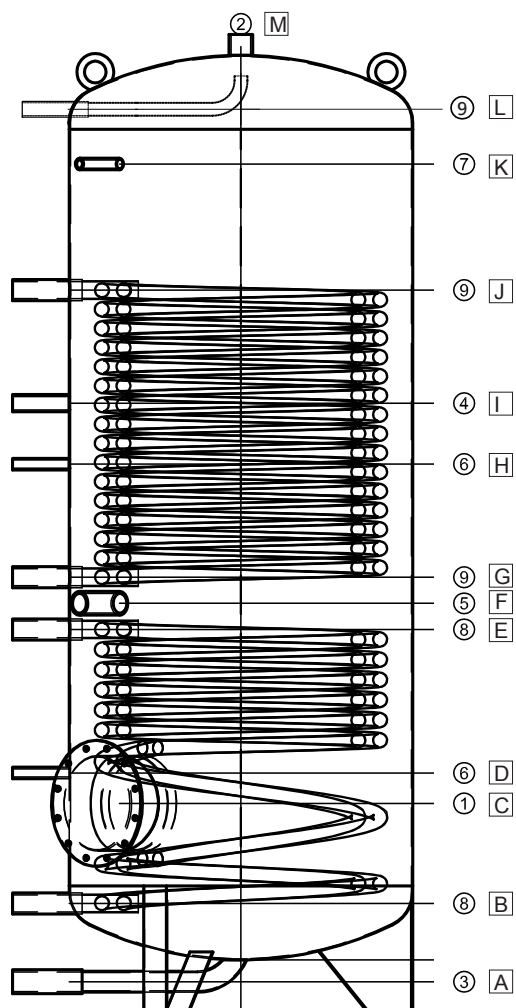 ② M
⑨ L
⑦ K
⑨ J
④ I
⑥ H
⑨ G
⑤ F
⑧ E
⑥ D
① C
⑧ B
③ A